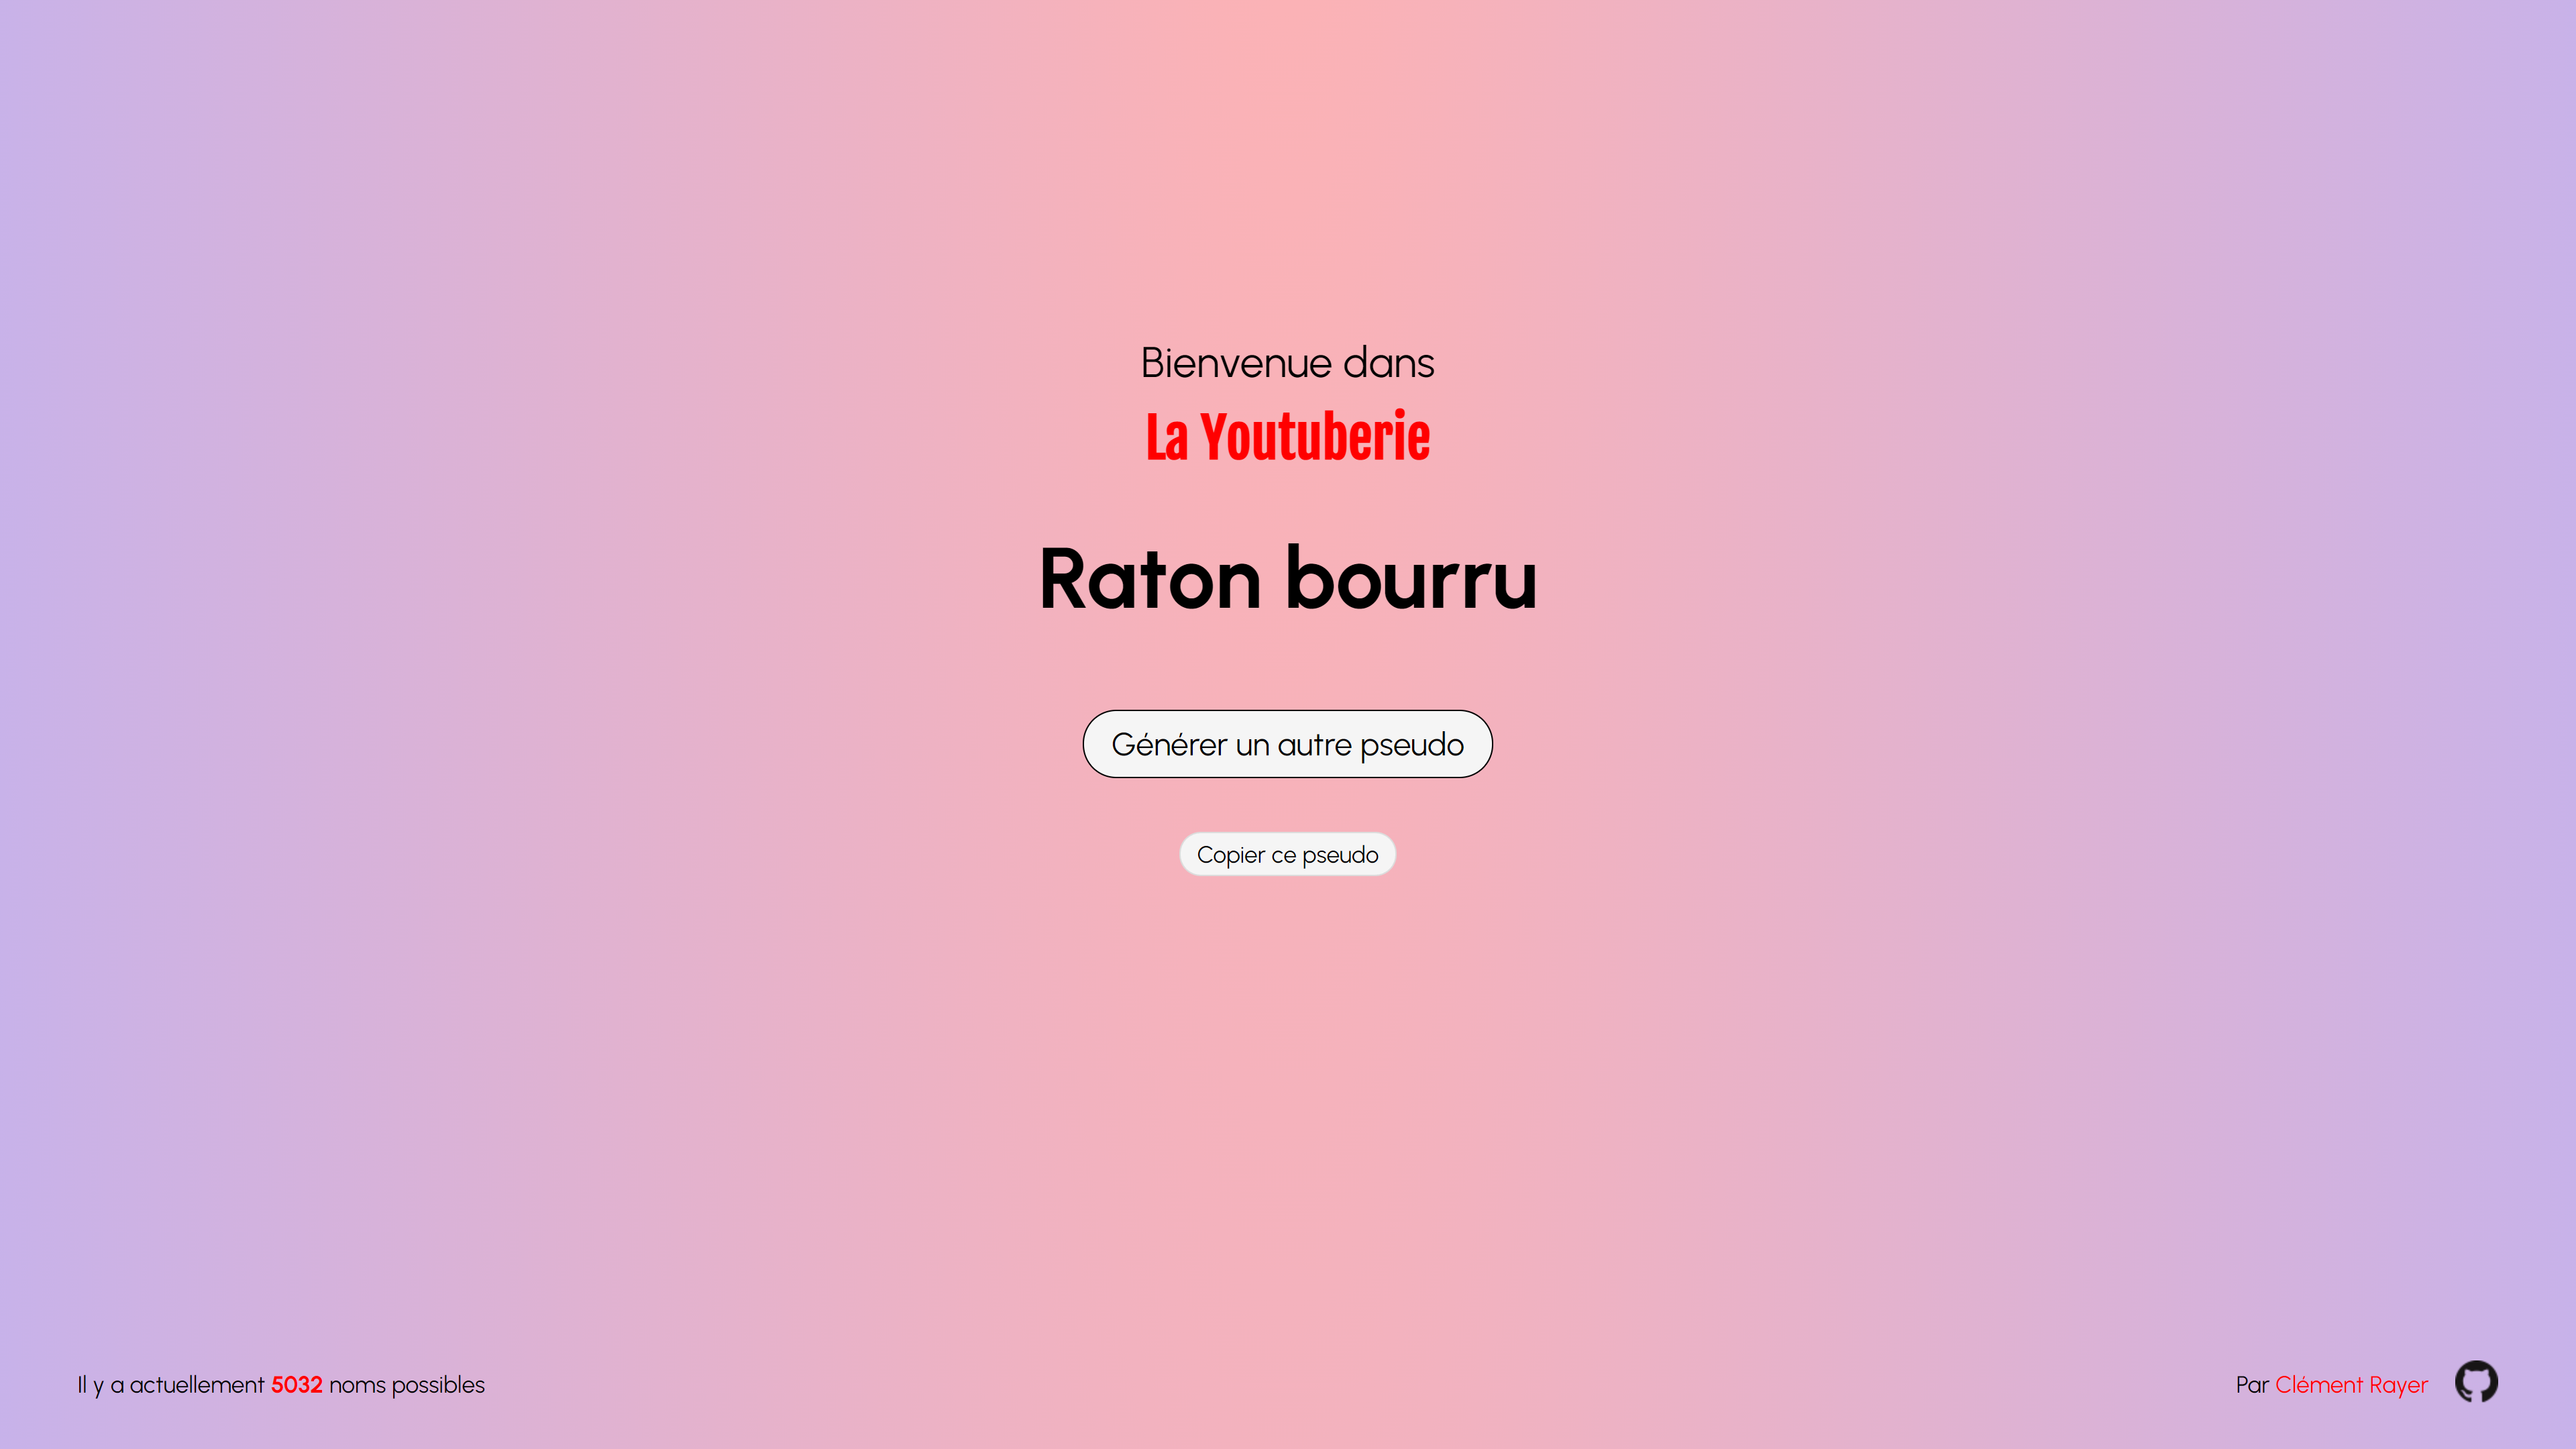 Bienvenue dans
La Youtuberie
Raton bourru
Générer un autre pseudo
Copier ce pseudo
Il y a actuellement 5032 noms possibles
Par Clément Rayer